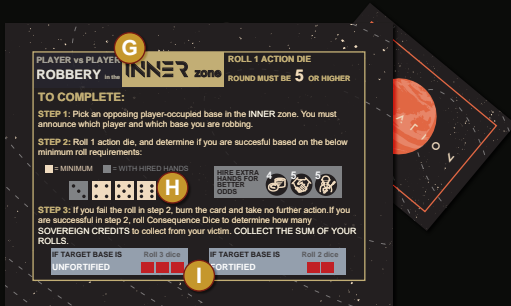 G
PLAYER vs PLAYER
ROBBERY in the INNER zone
ROLL 1 ACTION DIE
ROUND MUST BE 5 OR HIGHER
TO COMPLETE:
STEP 1: Pick an opposing player-occupied base in the INNER zone. You must
announce which player and which base you are robbing.
STEP 2: Roll 1 action die, and determine if you are succesful based on the below
minimum roll requirements:
= MINIMUM = WITH HIRED HANDS
H
HIRE EXTRA
HANDS FOR
BETTER
ODDS
4 5 5
STEP 3: If you fail the roll in step 2, burn the card and take no further action.If you
are successful in step 2, roll Consequence Dice to determine how many
SOVEREIGN CREDITS to collect from your victim. COLLECT THE SUM OF YOUR
ROLLS.
IF TARGET BASE IS Roll 3 dice
UNFORTIFIED
I
IF TARGET BASE IS Roll 2 dice
FORTIFIED